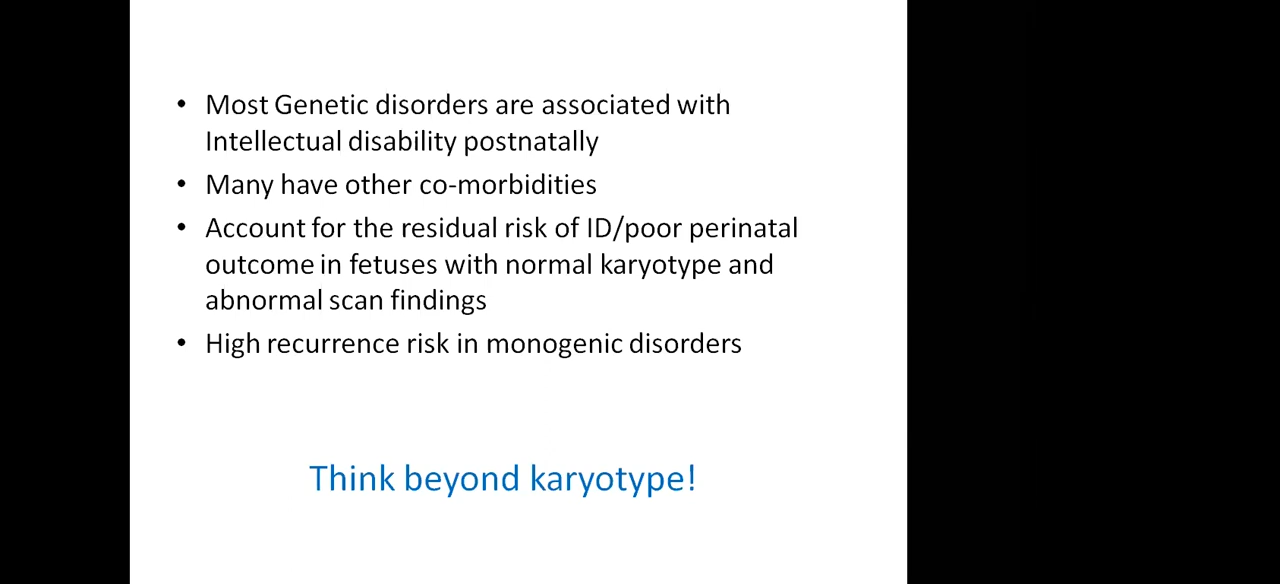 • Most Genetic disorders are associated with
Intellectual disability postnatally
• Many have other co-morbidities
• Account for the residual risk of ID/poor perinatal
outcome in fetuses with normal karyotype and
abnormal scan findings
• High recurrence risk in monogenic disorders
Think beyond karyotype!